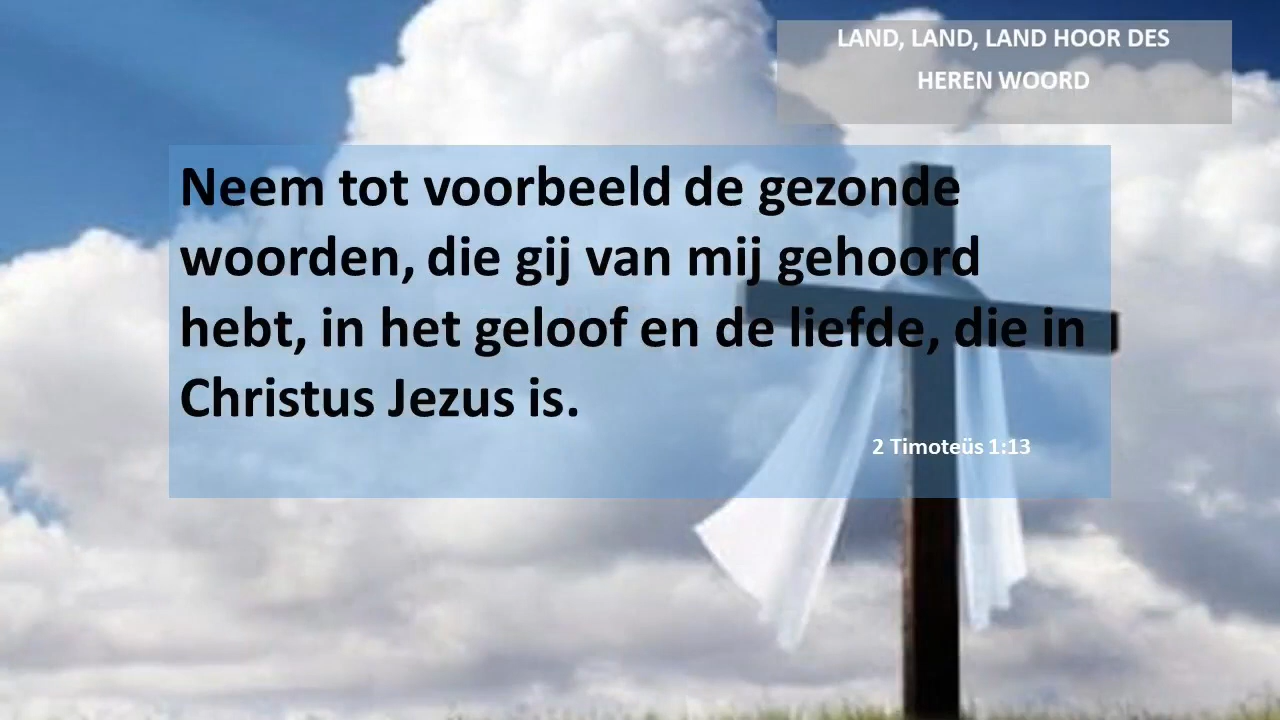 LAND, LAND, LAND HOOR DES
HEREN WOORD
Neem tot voorbeeld de gezonde
woorden, die gij van mij gehoord
hebt, in het geloof en de liefde, die in
Christus Jezus is.
2 Timoteüs 1:13